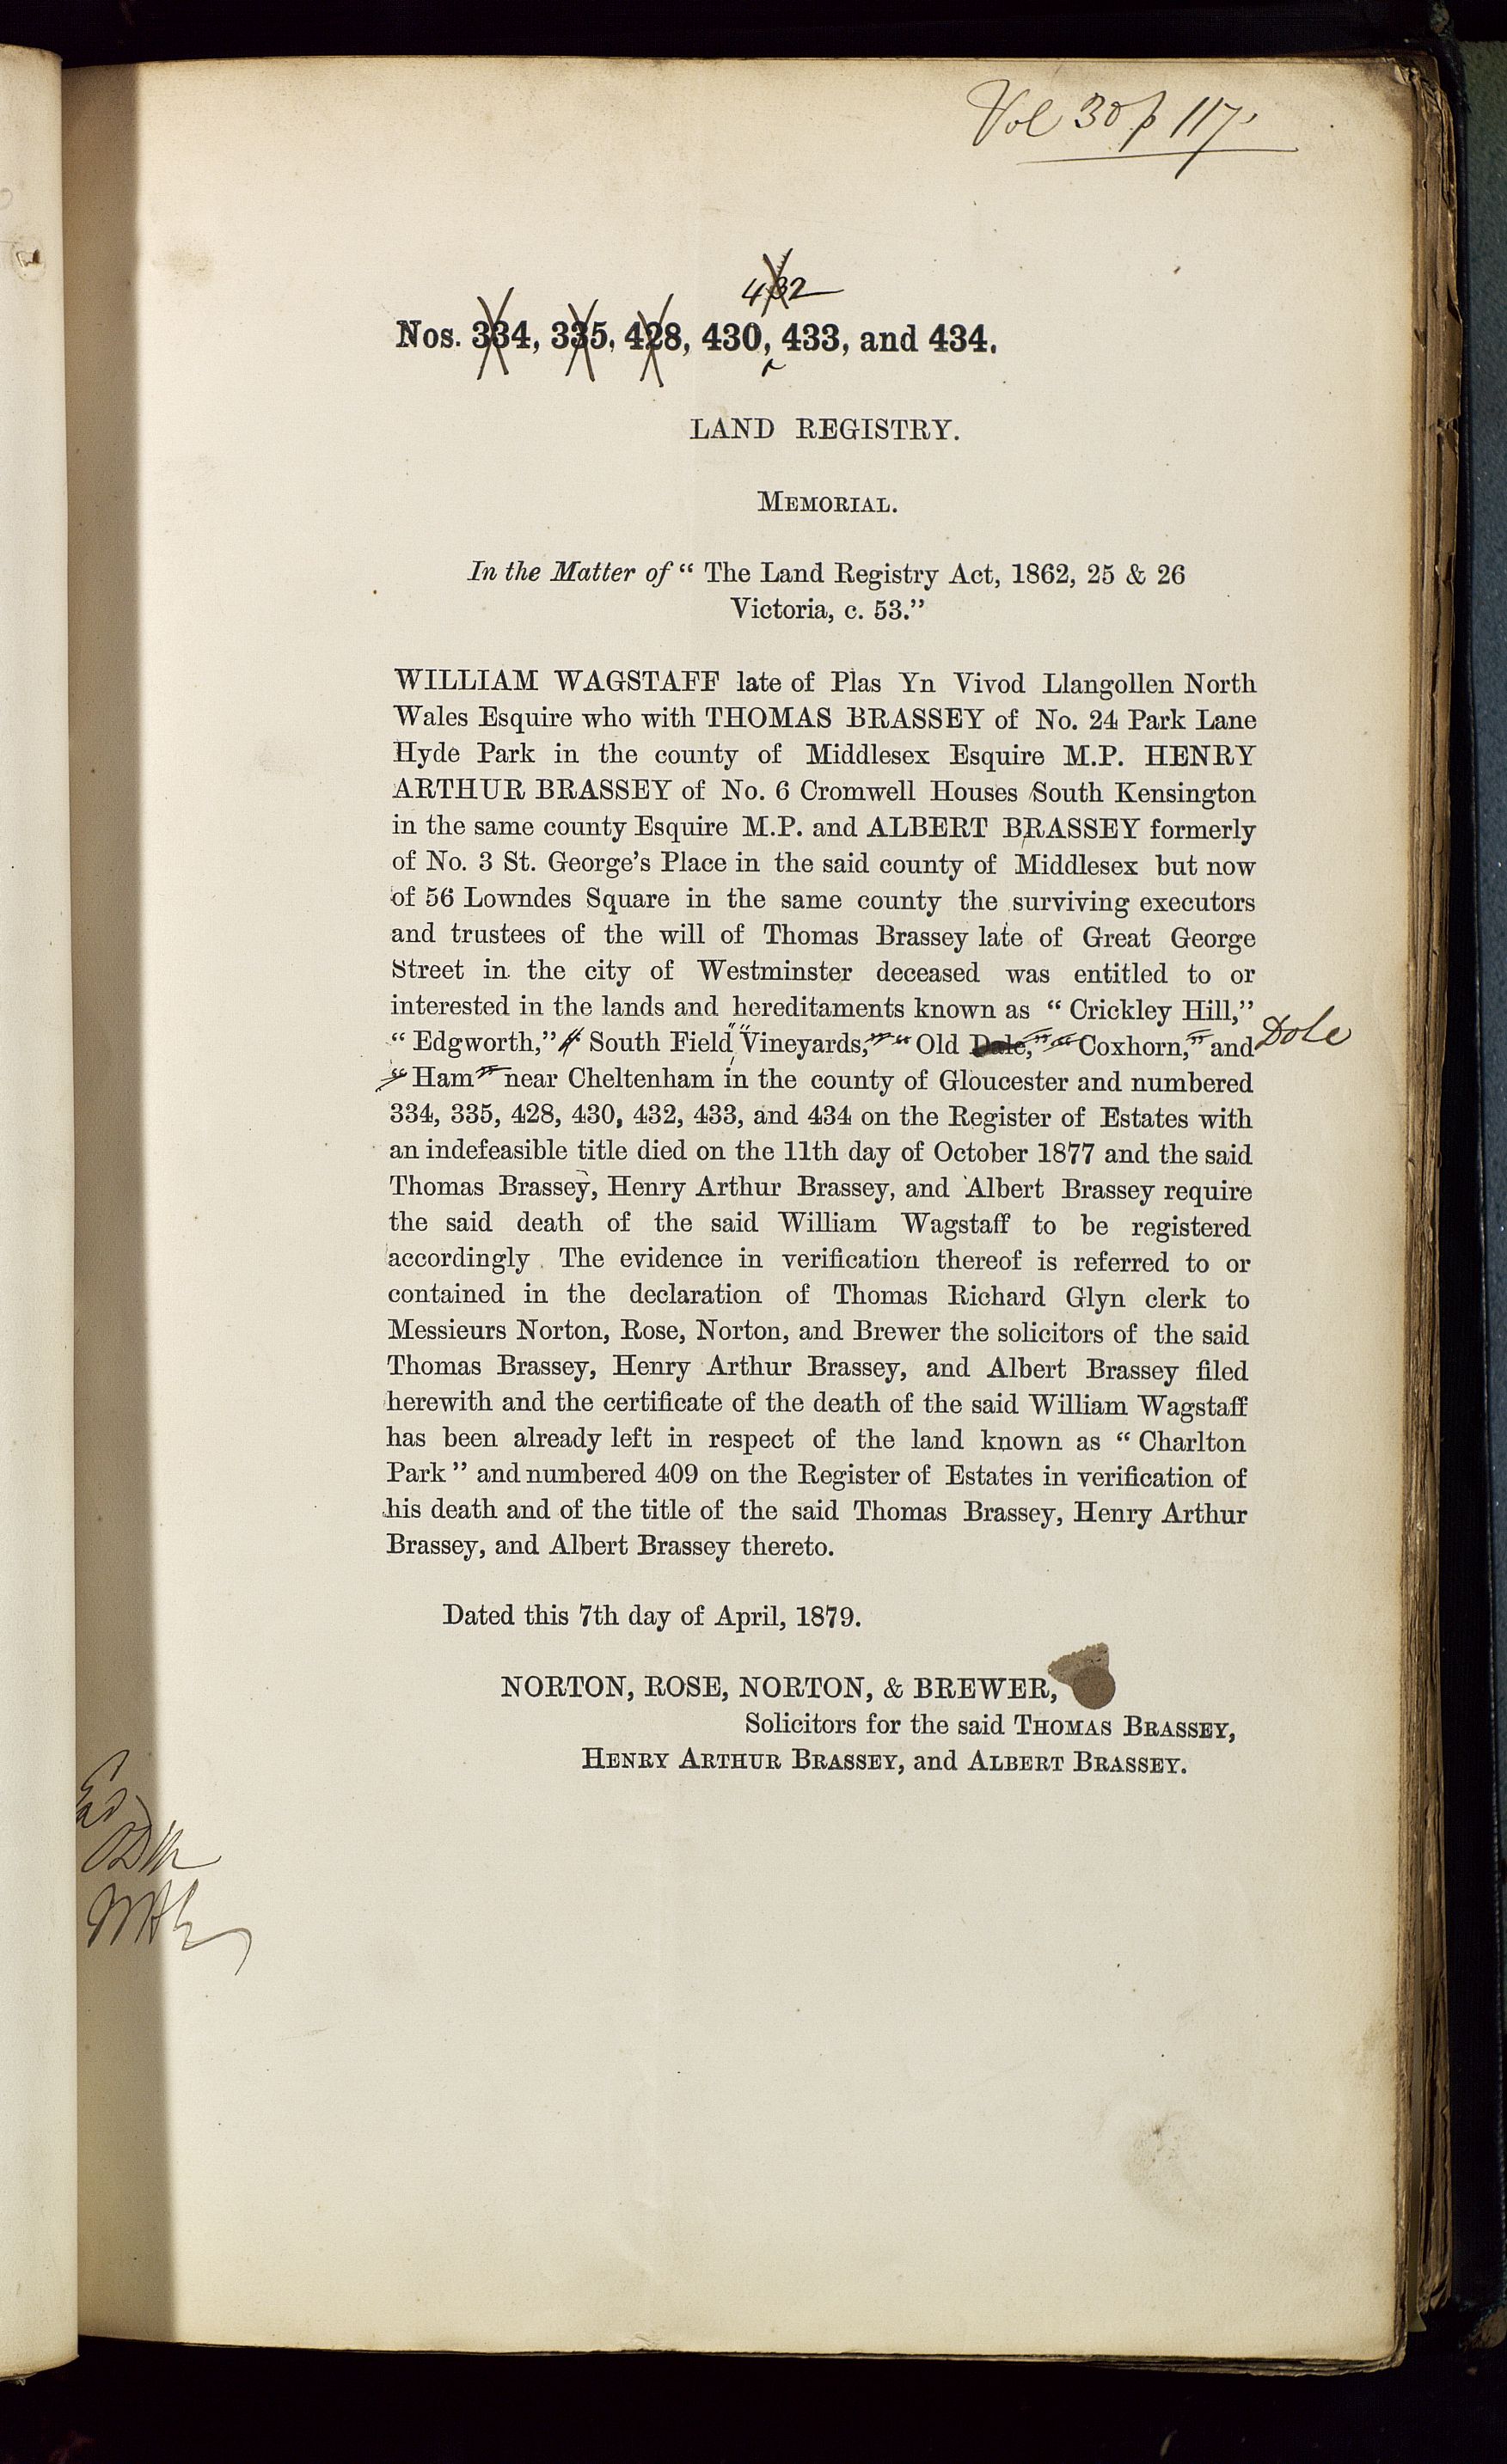 Vol 30 p 117.
432
Nos. 334, 335, 428, 430, 433, and 434.
LAND REGISTRY.
MEMORIAL.
In the Matter of “ The Land Registry Act, 1862, 25 & 26
Victoria, c. 53.”
WILLIAM WAGSTAFF late of Plas Yn Vivod Llangollen North
Wales Esquire who with THOMAS BRASSEY of No. 24 Park Lane
Hyde Park in the county of Middlesex Esquire M.P. HENRY
ARTHUR BRASSEY of No. 6 Cromwell Houses South Kensington
in the same county Esquire M.P. and ALBERT BRASSEY formerly
of No. 3 St. George’s Place in the said county of Middlesex but now
of 56 Lowndes Square in the same county the surviving executors
and trustees of the will of Thomas Brassey late of Great George
Street in the city of Westminster deceased was entitled to or
interested in the lands and hereditaments known as “ Crickley Hill,”
“ Edgworth,” “ South Field” “Vineyards,” “ Old Dale,” “ Coxhorn,” and Dole
“ Ham ” near Cheltenham in the county of Gloucester and numbered
334, 335, 428, 430, 432, 433, and 434 on the Register of Estates with
an indefeasible title died on the 11th day of October 1877 and the said
Thomas Brassey, Henry Arthur Brassey, and Albert Brassey require
the said death of the said William Wagstaff to be registered
accordingly. The evidence in verification thereof is referred to or
contained in the declaration of Thomas Richard Glyn clerk to
Messieurs Norton, Rose, Norton, and Brewer the solicitors of the said
Thomas Brassey, Henry Arthur Brassey, and Albert Brassey filed
herewith and the certificate of the death of the said William Wagstaff
has been already left in respect of the land known as “ Charlton
Park ” and numbered 409 on the Register of Estates in verification of
his death and of the title of the said Thomas Brassey, Henry Arthur
Brassey, and Albert Brassey thereto.
Dated this 7th day of April, 1879.
NORTON, ROSE, NORTON, & BREWER,
Solicitors for the said THOMAS BRASSEY,
HENRY ARTHUR BRASSEY, and ALBERT BRASSEY.